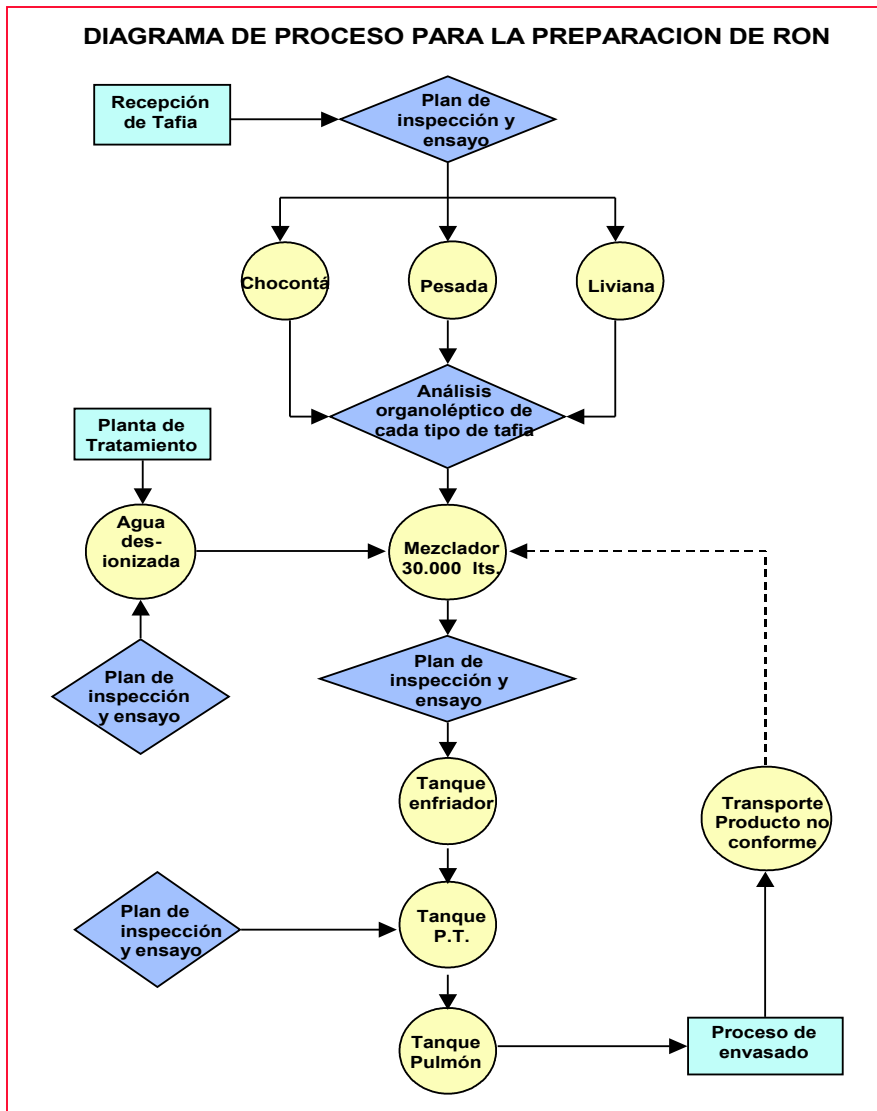 DIAGRAMA DE PROCESO PARA LA PREPARACION DE RON
Recepción
de Tafia
Plan de
inspección y
ensayo
Chocontá
Pesada
Liviana
Análisis
organoléptico de
cada tipo de tafia
Planta de
Tratamiento
Agua
des-
ionizada
Mezclador
30.000 lts.
Plan de
inspección
y ensayo
Plan de
inspección y
ensayo
Tanque
enfriador
Transporte
Producto no
conforme
Plan de
inspección
y ensayo
Tanque
P.T.
Tanque
Pulmón
Proceso de
envasado